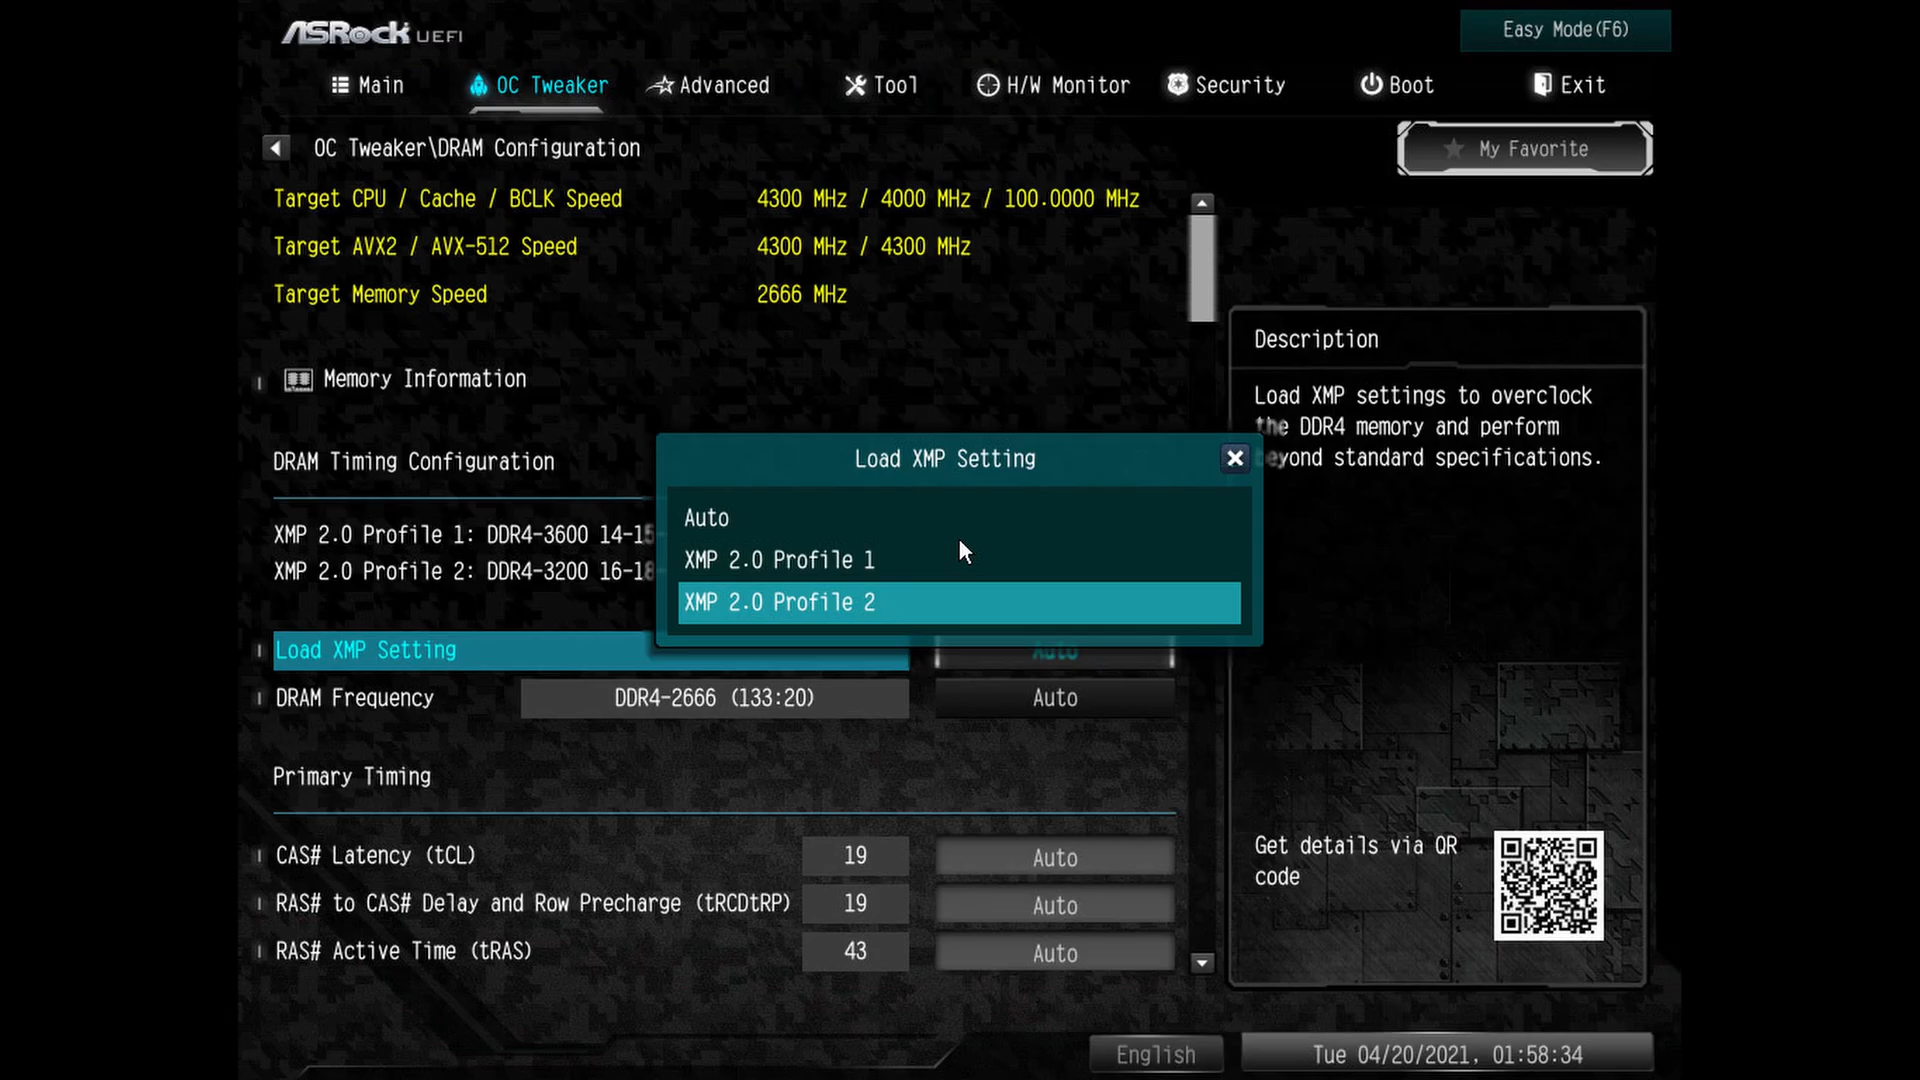 ASRock UEFI
Easy Mode(F6)
Main
OC Tweaker
Advanced
Tool
H/W Monitor
Security
Boot
Exit
OC Tweaker\DRAM Configuration
My Favorite
Target CPU / Cache / BCLK Speed 4300 MHz / 4000 MHz / 100.0000 MHz
Target AVX2 / AVX-512 Speed 4300 MHz / 4300 MHz
Target Memory Speed 2666 MHz
Memory Information
DRAM Timing Configuration
XMP 2.0 Profile 1: DDR4-3600 14-15
XMP 2.0 Profile 2: DDR4-3200 16-18
Load XMP Setting
Auto
XMP 2.0 Profile 1
XMP 2.0 Profile 2
Load XMP Setting Auto
DRAM Frequency DDR4-2666 (133:20) Auto
Primary Timing
CAS# Latency (tCL) 19 Auto
RAS# to CAS# Delay and Row Precharge (tRCDtRP) 19 Auto
RAS# Active Time (tRAS) 43 Auto
Description
Load XMP settings to overclock
the DDR4 memory and perform
beyond standard specifications.
Get details via QR
code
English
Tue 04/20/2021, 01:58:34